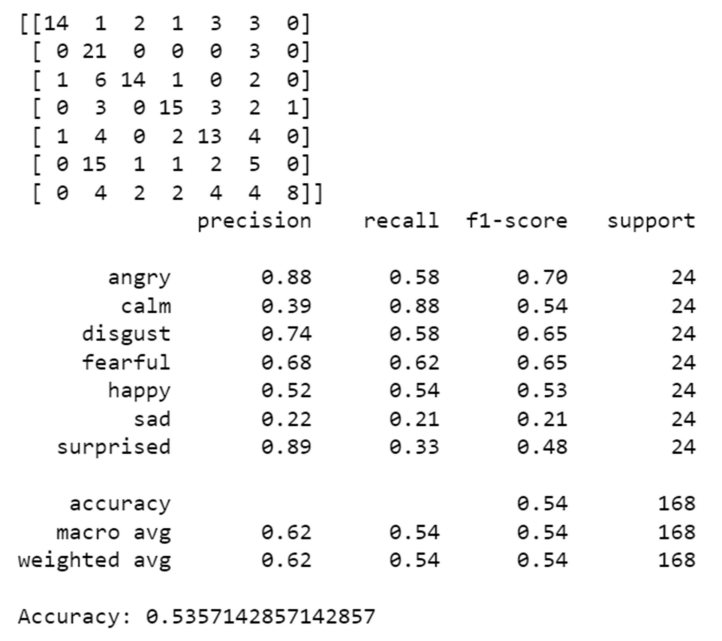 [[14 1 2 1 3 3 0]
[ 0 21 0 0 0 3 0]
[ 1 6 14 1 0 2 0]
[ 0 3 0 15 3 2 1]
[ 1 4 0 2 13 4 0]
[ 0 15 1 1 2 5 0]
[ 0 4 2 2 4 4 8]]
precision recall f1-score support
angry 0.88 0.58 0.70 24
calm 0.39 0.88 0.54 24
disgust 0.74 0.58 0.65 24
fearful 0.68 0.62 0.65 24
happy 0.52 0.54 0.53 24
sad 0.22 0.21 0.21 24
surprised 0.89 0.33 0.48 24
accuracy 0.54 168
macro avg 0.62 0.54 0.54 168
weighted avg 0.62 0.54 0.54 168
Accuracy: 0.5357142857142857